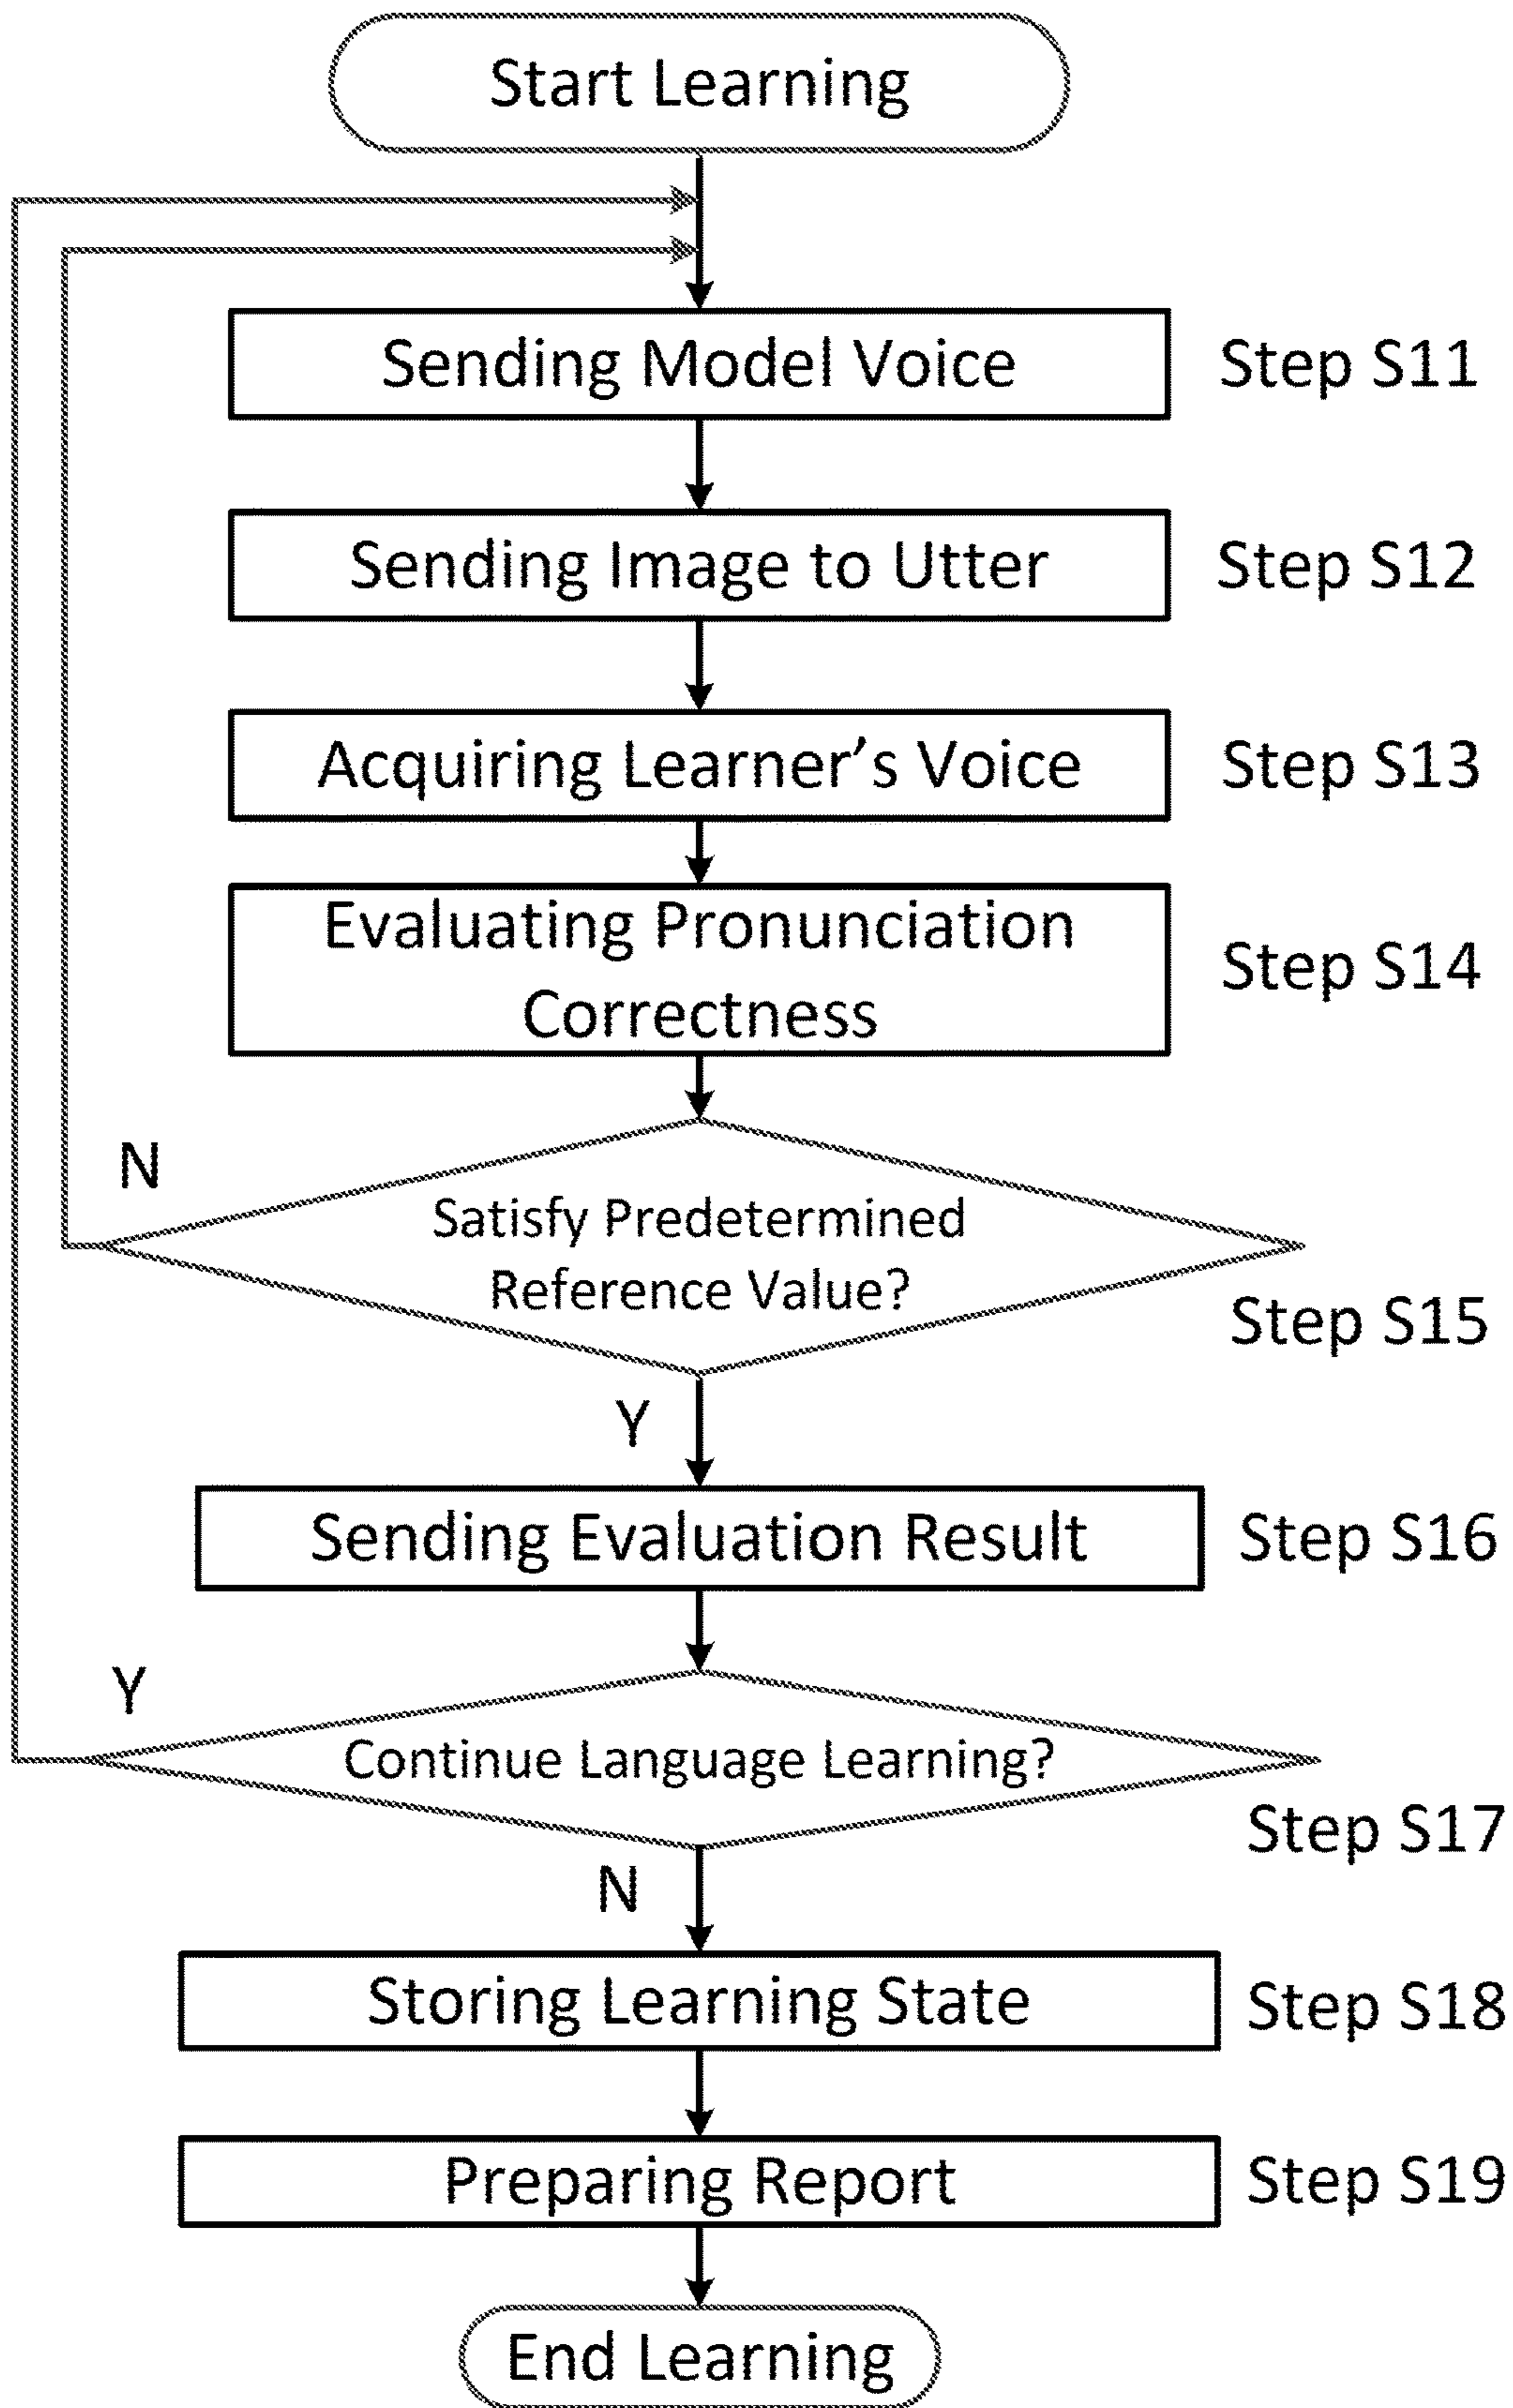 Start Learning
Sending Model Voice
Step S11
Sending Image to Utter
Step S12
Acquiring Learner’s Voice
Step S13
Evaluating Pronunciation
Correctness
Step S14
N
Satisfy Predetermined
Reference Value?
Step S15
Y
Sending Evaluation Result
Step S16
Y
Continue Language Learning?
Step S17
N
Storing Learning State
Step S18
Preparing Report
Step S19
End Learning